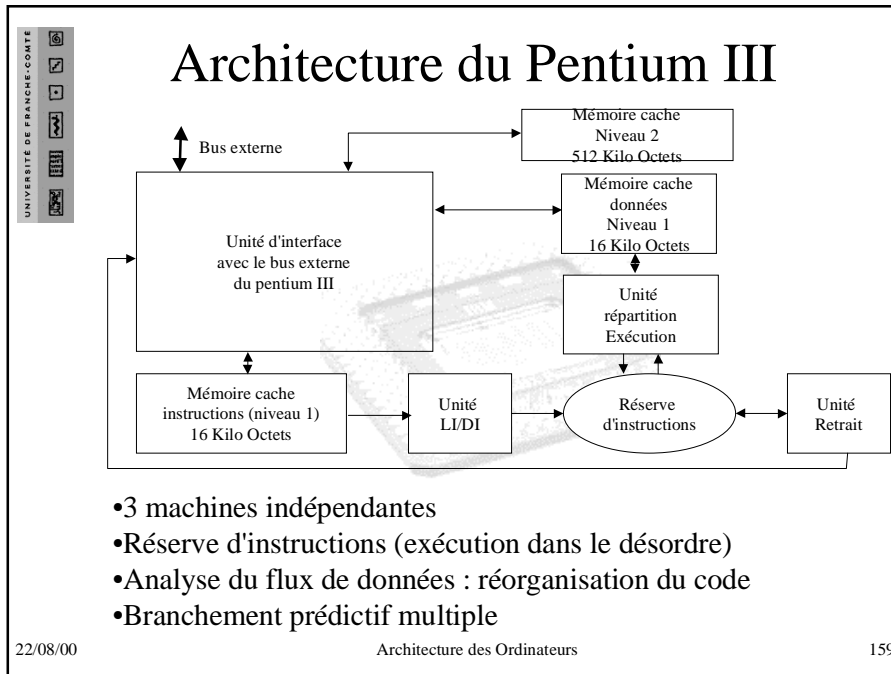 UNIVERSITÉ DE FRANCHE-COMTÉ
Architecture du Pentium III
Bus externe
Mémoire cache
Niveau 2
512 Kilo Octets
Mémoire cache
données
Niveau 1
16 Kilo Octets
Unité d'interface
avec le bus externe
du pentium III
Unité
répartition
Exécution
Mémoire cache
instructions (niveau 1)
16 Kilo Octets
Unité
LI/DI
Réserve
d'instructions
Unité
Retrait
•3 machines indépendantes
•Réserve d'instructions (exécution dans le désordre)
•Analyse du flux de données : réorganisation du code
•Branchement prédictif multiple
22/08/00
Architecture des Ordinateurs
159